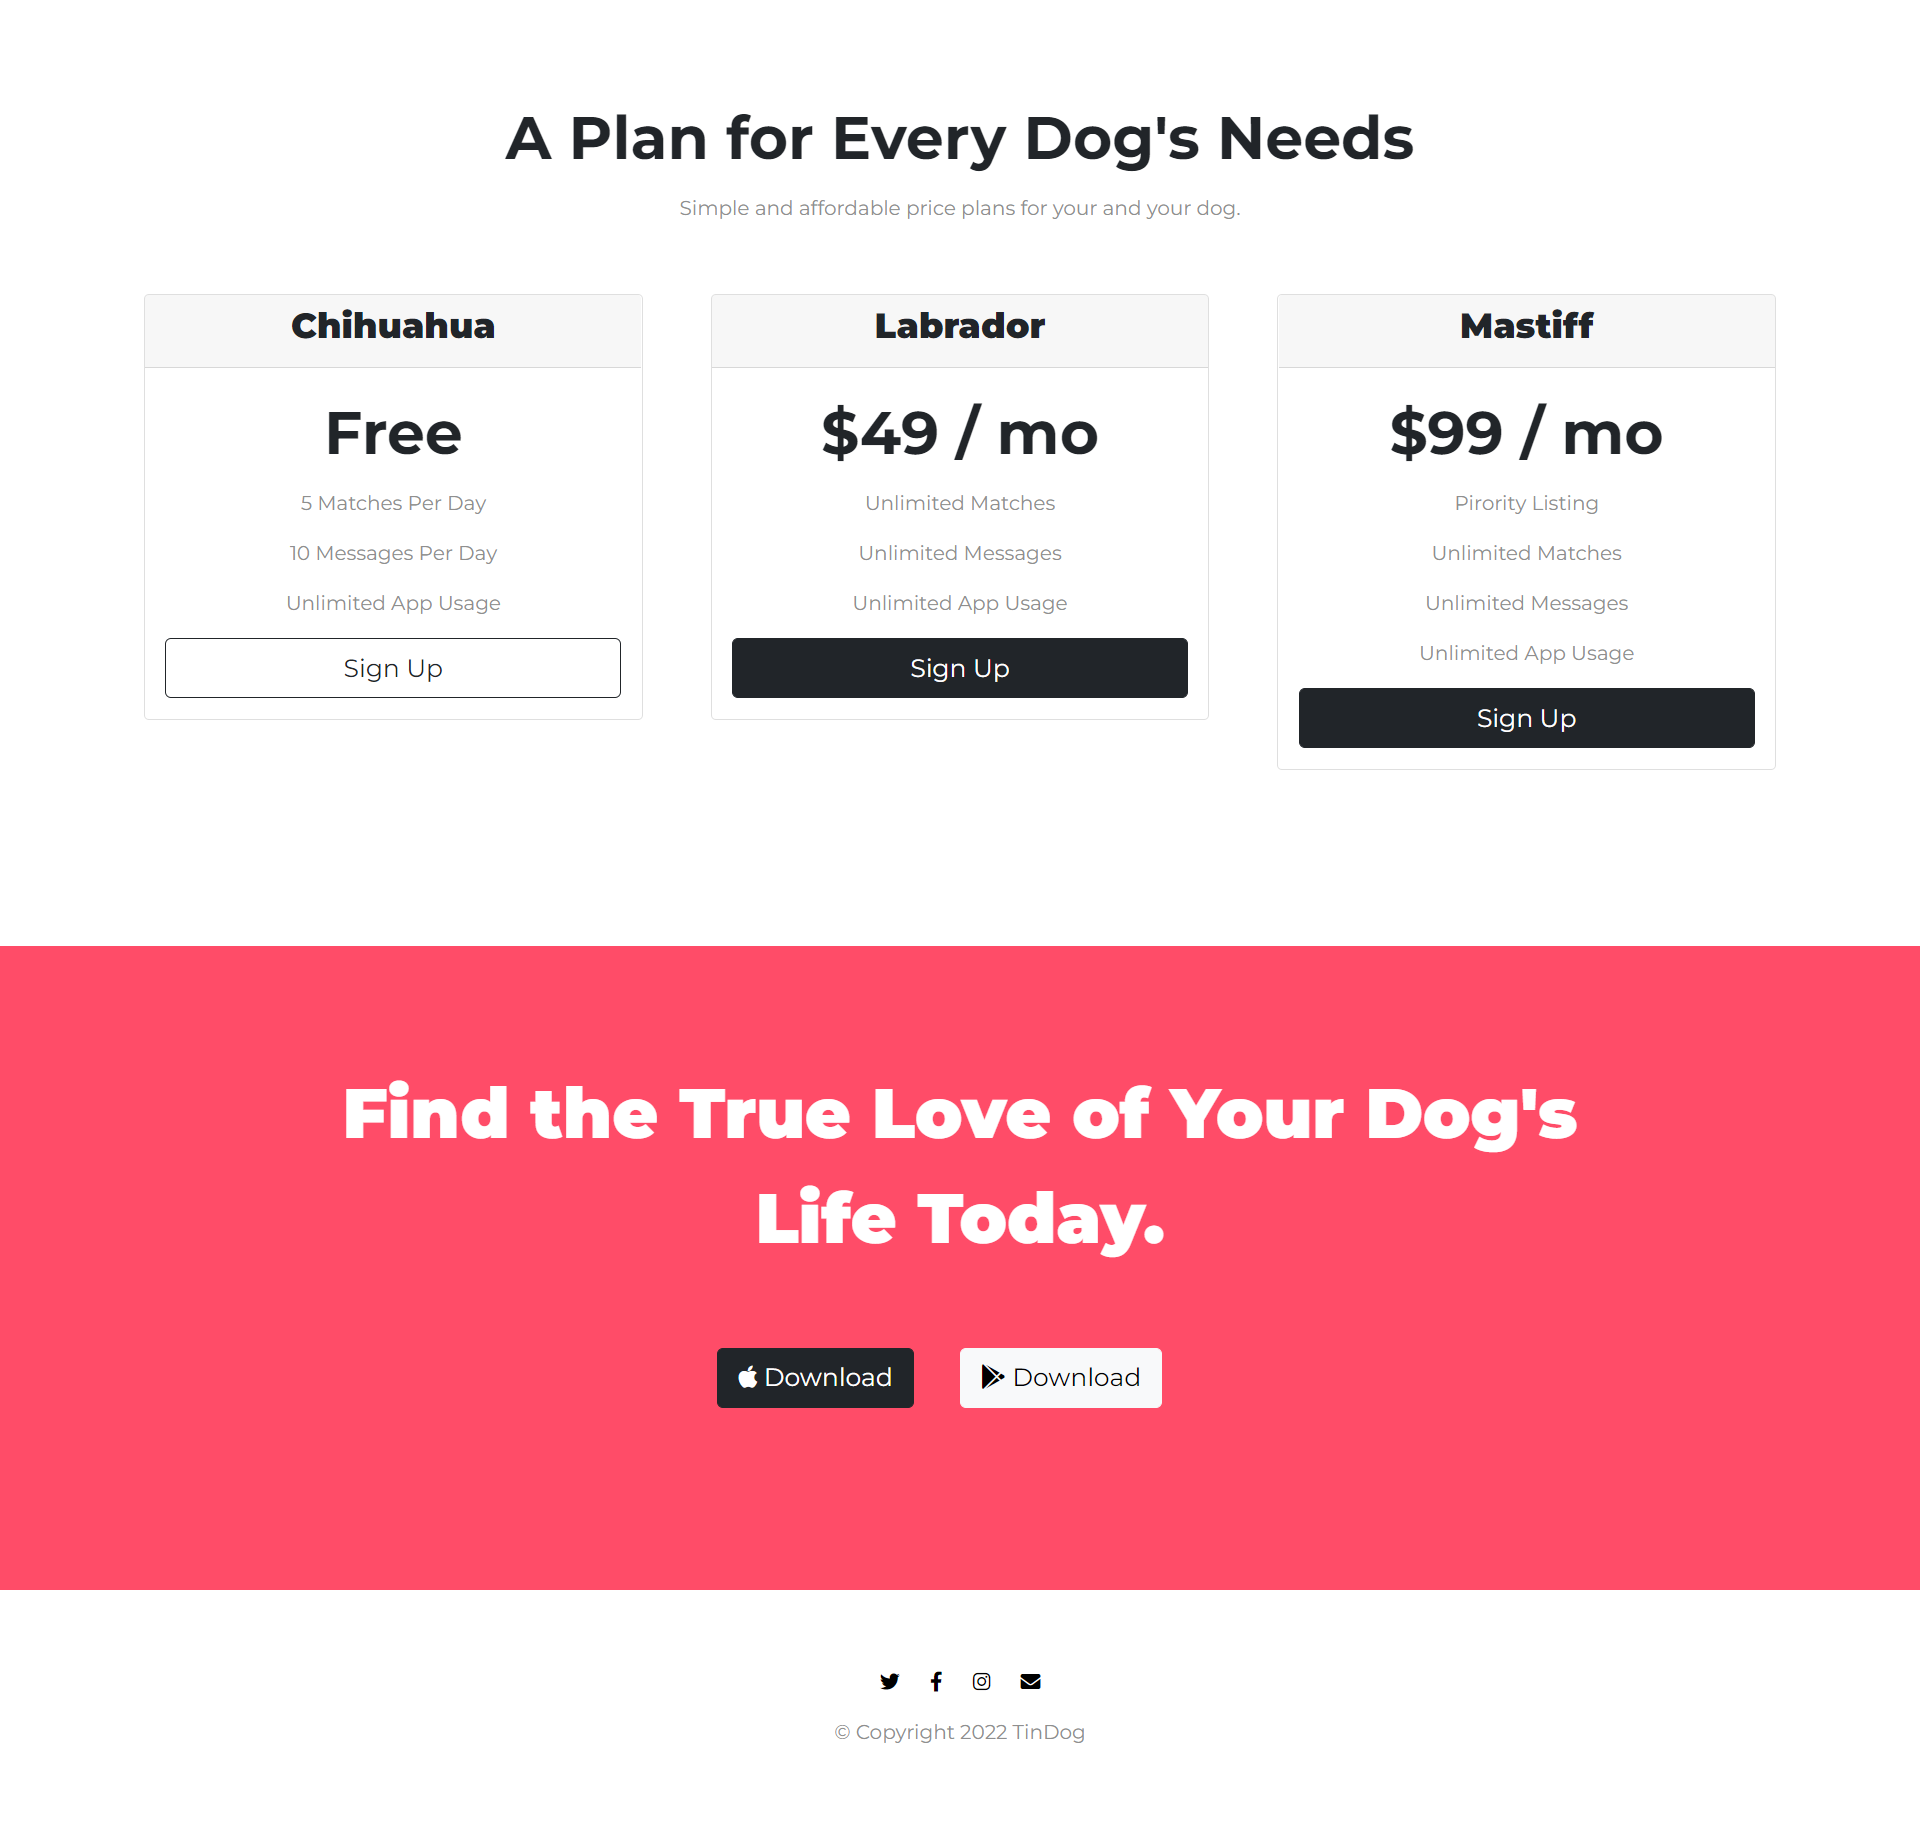 A Plan for Every Dog's Needs
Simple and affordable price plans for your and your dog.
Chihuahua
Free
5 Matches Per Day
10 Messages Per Day
Unlimited App Usage
Sign Up
Labrador
$49 / mo
Unlimited Matches
Unlimited Messages
Unlimited App Usage
Sign Up
Mastiff
$99 / mo
Pirority Listing
Unlimited Matches
Unlimited Messages
Unlimited App Usage
Sign Up
Find the True Love of Your Dog's
Life Today.
Download
Download
© Copyright 2022 TinDog